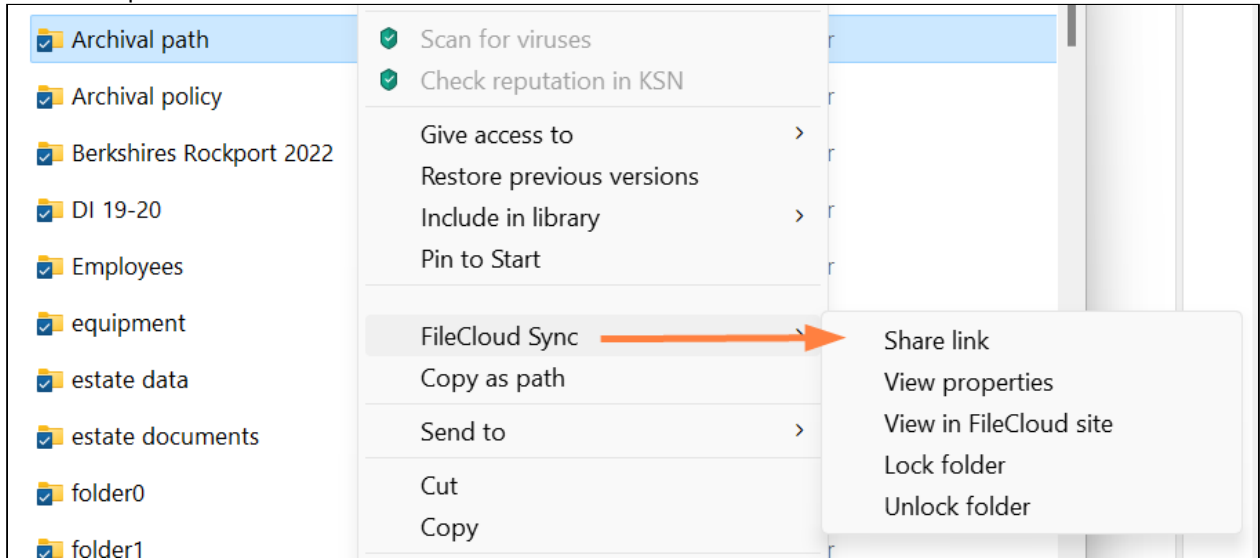 Archival path
Archival policy
Berkshires Rockport 2022
DI 19-20
Employees
equipment
estate data
estate documents
folder0
folder1
Scan for viruses
Check reputation in KSN
Give access to
Restore previous versions
Include in library
Pin to Start
FileCloud Sync
Copy as path
Send to
Cut
Copy
Share link
View properties
View in FileCloud site
Lock folder
Unlock folder